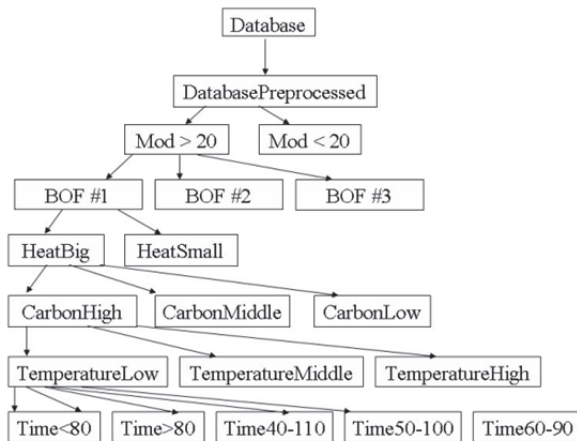 Database
DatabasePreprocessed
Mod > 20 Mod < 20
BOF #1 BOF #2 BOF #3
HeatBig HeatSmall
CarbonHigh CarbonMiddle CarbonLow
TemperatureLow TemperatureMiddle TemperatureHigh
Time<80 Time>80 Time40-110 Time50-100 Time60-90